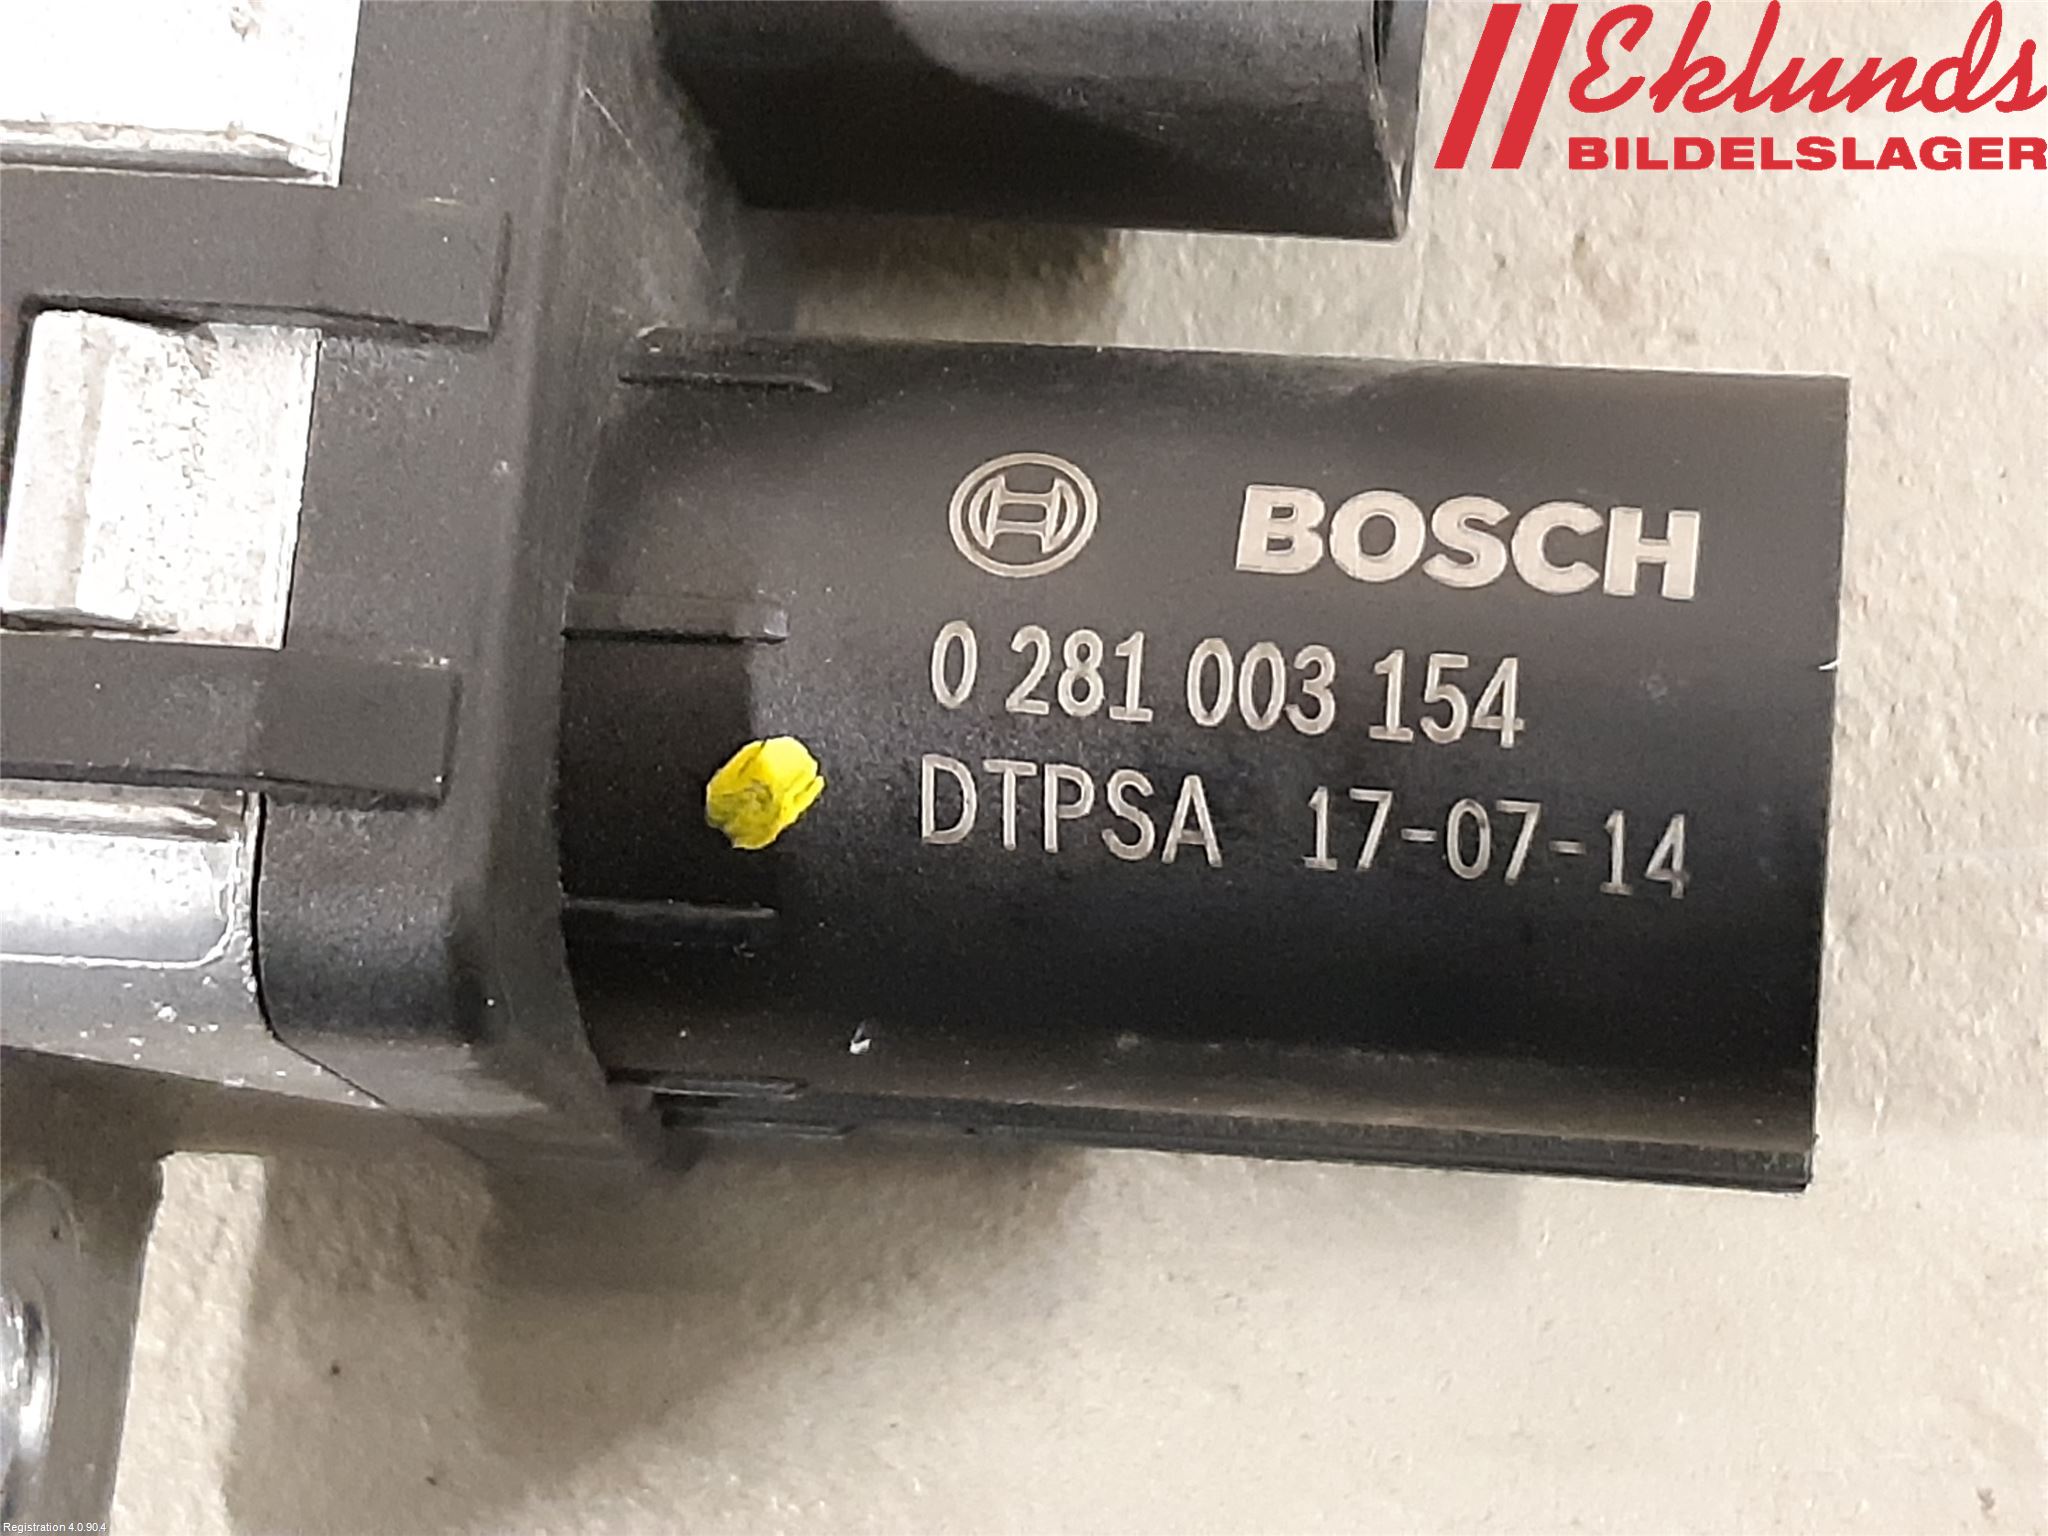 Eklunds
BILDELSLAGER
BOSCH
0 281 003 154
DTPSA 17-07-14
Registration 4.0.90.4